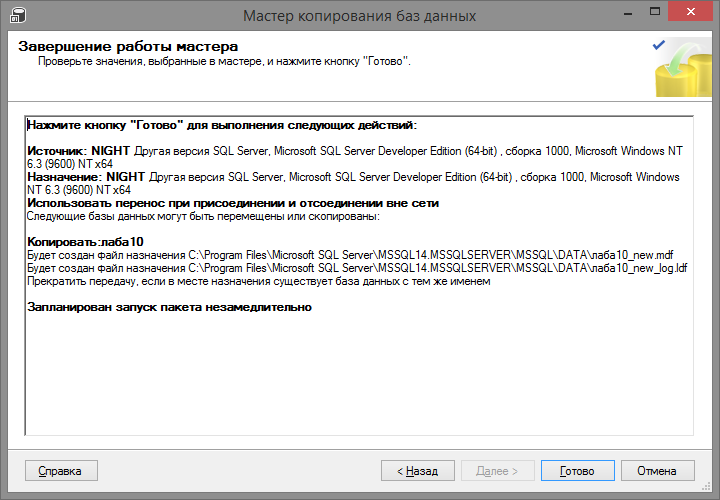 Мастер копирования баз данных
Завершение работы мастера
Проверьте значения, выбранные в мастере, и нажмите кнопку "Готово".
Нажмите кнопку "Готово" для выполнения следующих действий:
Источник: NIGHT Другая версия SQL Server, Microsoft SQL Server Developer Edition (64-bit) , сборка 1000, Microsoft Windows NT
6.3 (9600) NT x64
Назначение: NIGHT Другая версия SQL Server, Microsoft SQL Server Developer Edition (64-bit) , сборка 1000, Microsoft Windows
NT 6.3 (9600) NT x64
Использовать перенос при присоединении и отсоединении вне сети
Следующие базы данных могут быть перемещены или скопированы:
Копировать:лаба10
Будет создан файл назначения C:\Program Files\Microsoft SQL Server\MSSQL14.MSSQLSERVER\MSSQL\DATA\лаба10_new.mdf
Будет создан файл назначения C:\Program Files\Microsoft SQL Server\MSSQL14.MSSQLSERVER\MSSQL\DATA\лаба10_new_log.ldf
Прекратить передачу, если в месте назначения существует база данных с тем же именем
Запланирован запуск пакета незамедлительно
Справка
< Назад
Далее >
Готово
Отмена